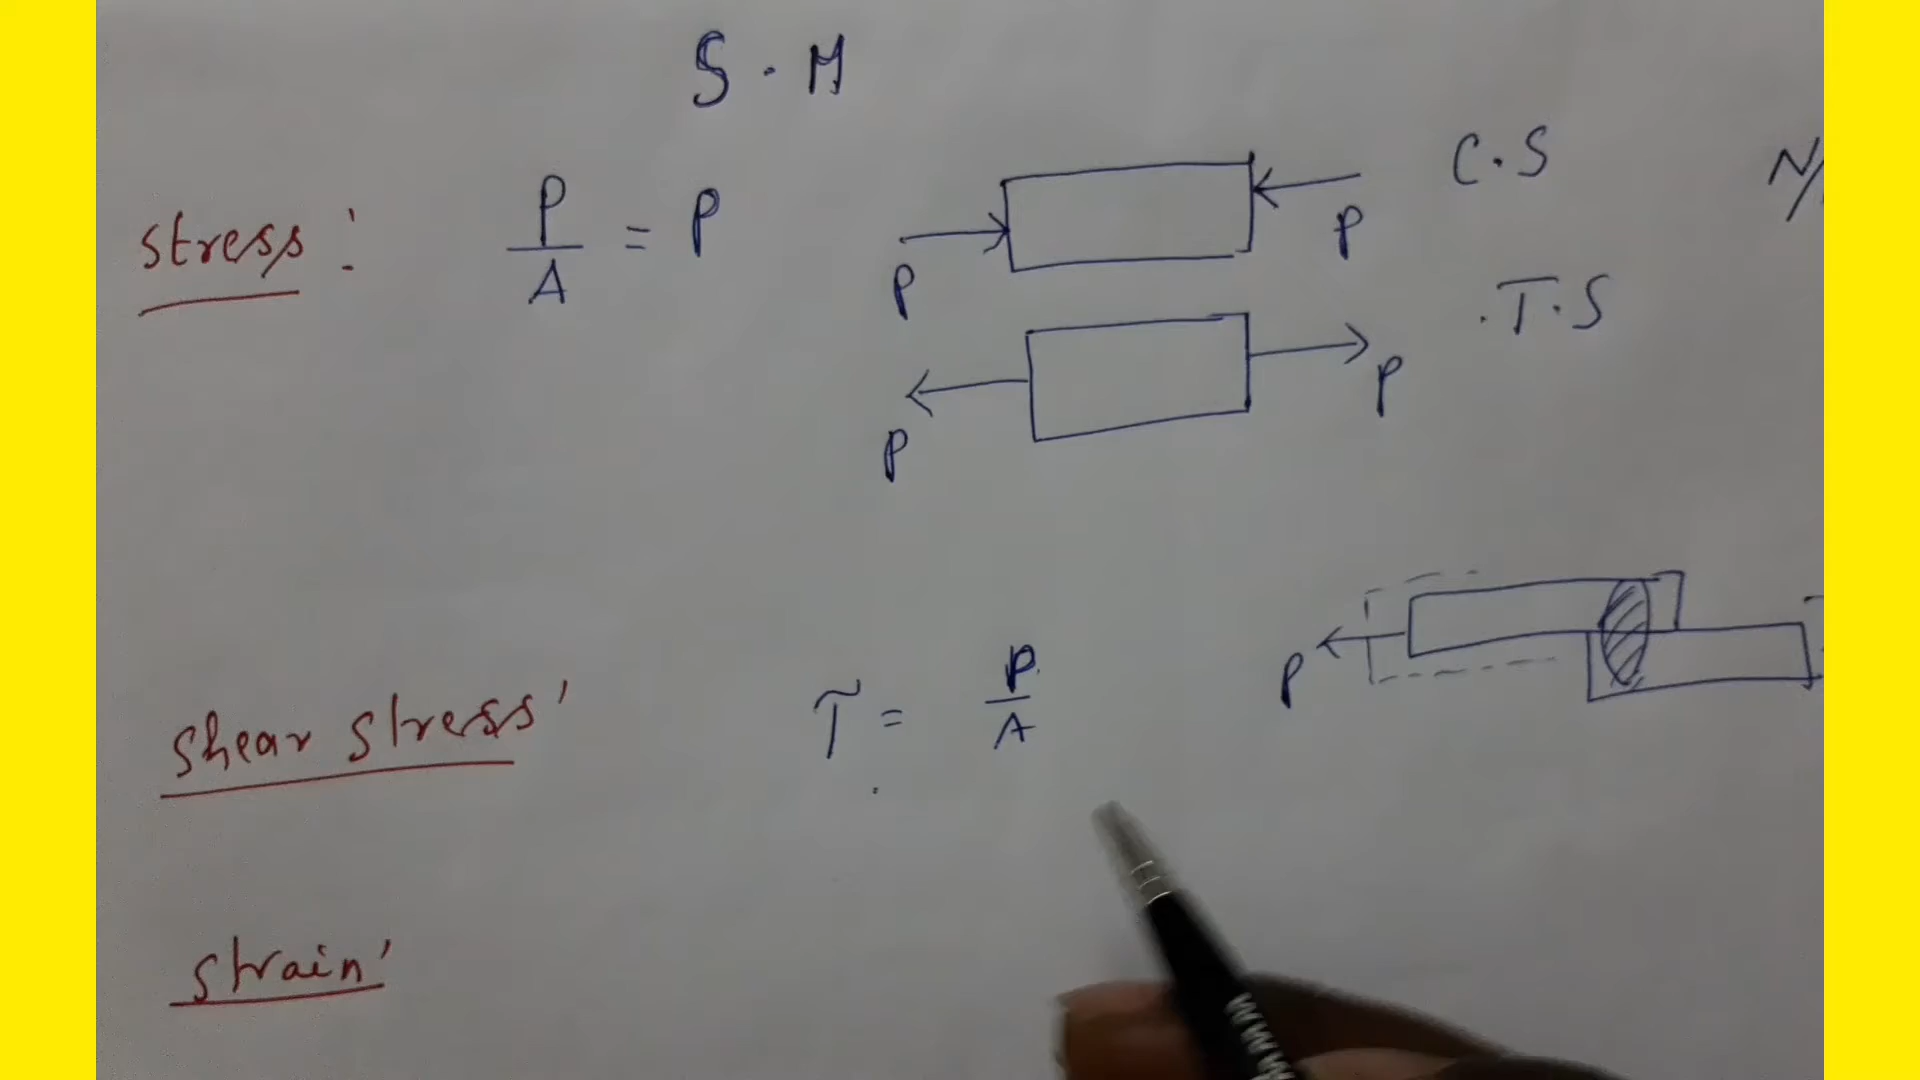 S.M
stress: P/A = P
P P C.S N/
P P .T.S
P
shear stress' τ = P/A
strain'